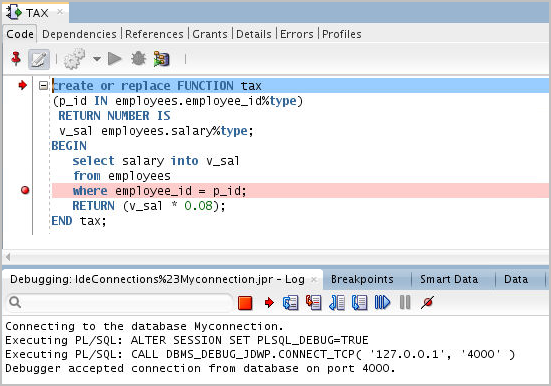 TAX
Code Dependencies References Grants Details Errors Profiles
create or replace FUNCTION tax
(p_id IN employees.employee_id%type)
RETURN NUMBER IS
v_sal employees.salary%type;
BEGIN
select salary into v_sal
from employees
where employee_id = p_id;
RETURN (v_sal * 0.08);
END tax;
Debugging: IdeConnections%23Myconnection.jpr - Log Breakpoints Smart Data Data
Connecting to the database Myconnection.
Executing PL/SQL: ALTER SESSION SET PLSQL_DEBUG=TRUE
Executing PL/SQL: CALL DBMS_DEBUG_JDWP.CONNECT_TCP( '127.0.0.1', '4000' )
Debugger accepted connection from database on port 4000.